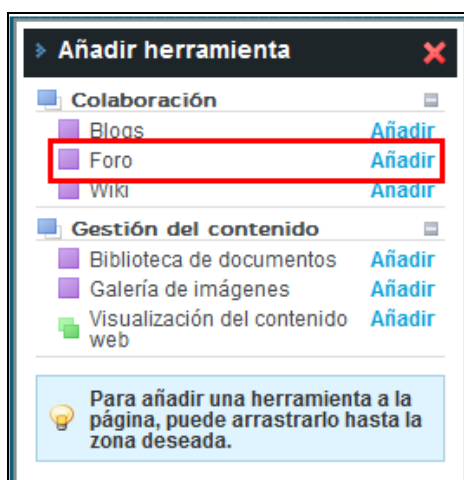 Añadir herramienta
Colaboración
Blogs Añadir
Foro Añadir
Wiki Añadir
Gestión del contenido
Biblioteca de documentos Añadir
Galería de imágenes Añadir
Visualización del contenido Añadir
web
Para añadir una herramienta a la
página, puede arrastrarlo hasta la
zona deseada.